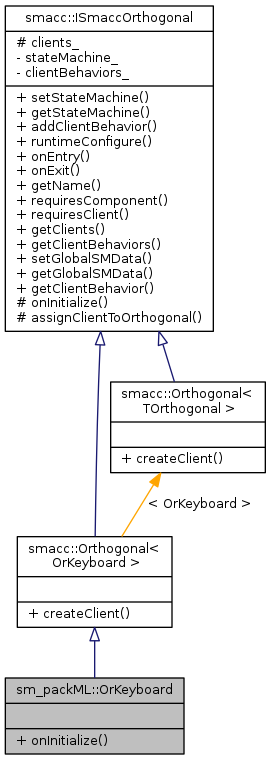 smacc::ISmaccOrthogonal
# clients_
- stateMachine_
- clientBehaviors_
+ setStateMachine()
+ getStateMachine()
+ addClientBehavior()
+ runtimeConfigure()
+ onEntry()
+ onExit()
+ getName()
+ requiresComponent()
+ requiresClient()
+ getClients()
+ getClientBehaviors()
+ setGlobalSMData()
+ getGlobalSMData()
+ getClientBehavior()
# onInitialize()
# assignClientToOrthogonal()
smacc::Orthogonal<
TOrthogonal >
+ createClient()
< OrKeyboard >
smacc::Orthogonal<
OrKeyboard >
+ createClient()
sm_packML::OrKeyboard
+ onInitialize()